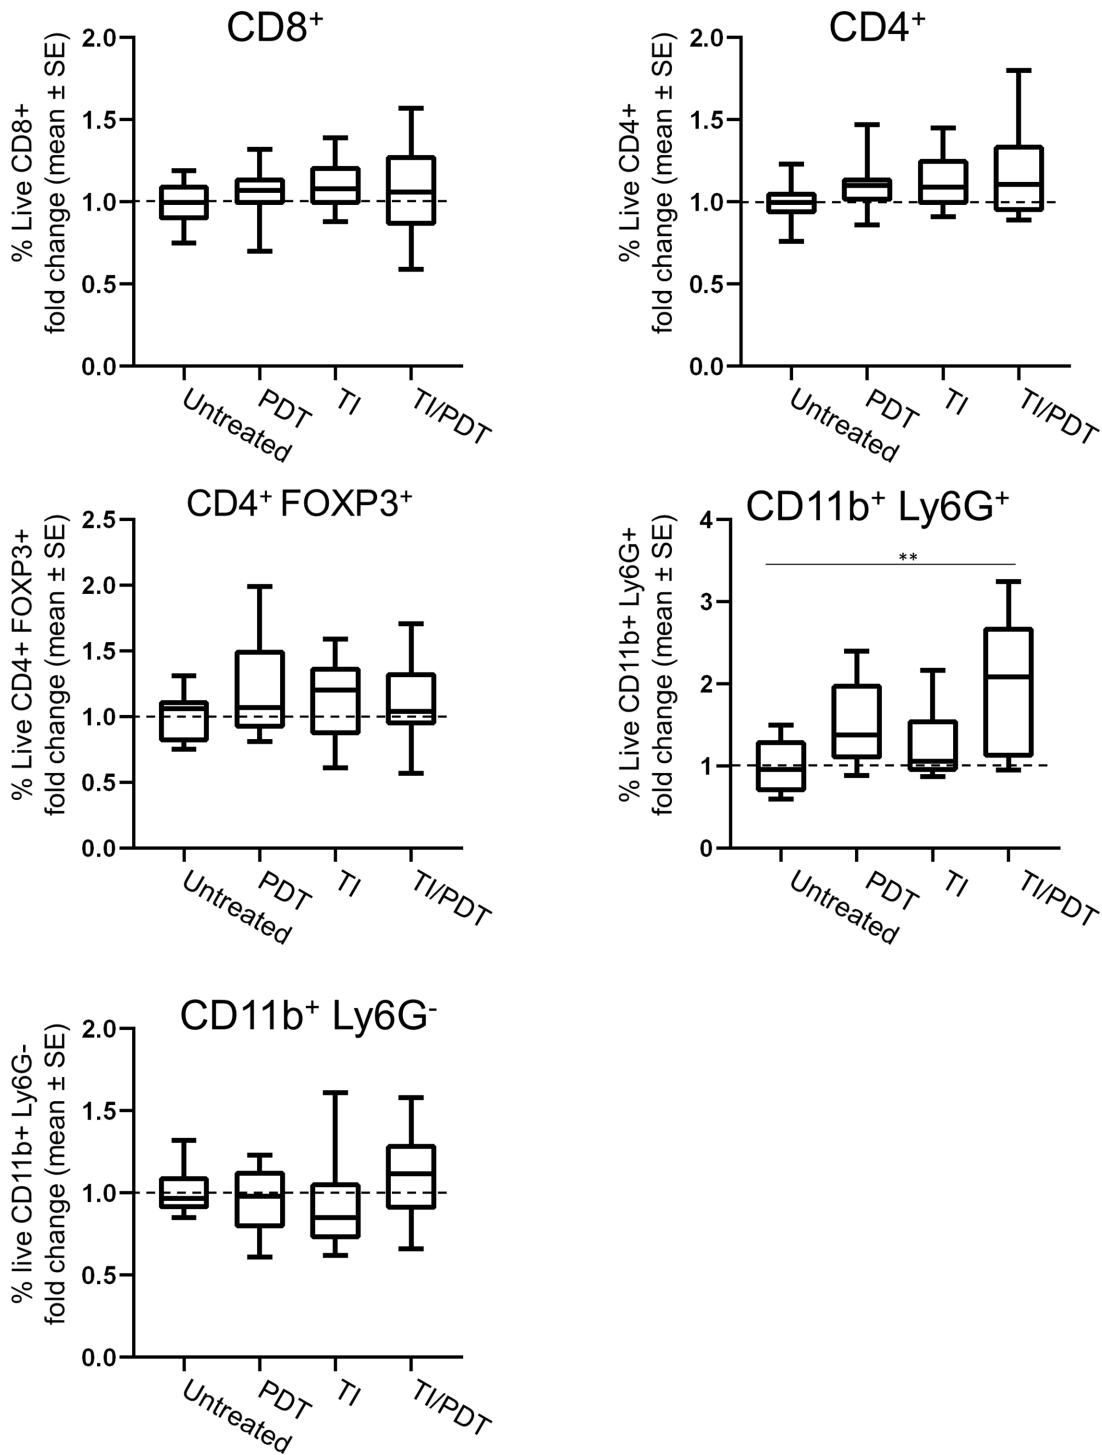 CD8+
% Live CD8+
fold change (mean ± SE)
2.0
1.5
1.0
0.5
0.0
Untreated
PDT
TI
TI/PDT
CD4+
% Live CD4+
fold change (mean ± SE)
2.0
1.5
1.0
0.5
0.0
Untreated
PDT
TI
TI/PDT
CD4+ FOXP3+
% Live CD4+ FOXP3+
fold change (mean ± SE)
2.5
2.0
1.5
1.0
0.5
0.0
Untreated
PDT
TI
TI/PDT
CD11b+ Ly6G+
% Live CD11b+ Ly6G+
fold change (mean ± SE)
4
3
2
1
0
**
Untreated
PDT
TI
TI/PDT
CD11b+ Ly6G-
% live CD11b+ Ly6G-
fold change (mean ± SE)
2.0
1.5
1.0
0.5
0.0
Untreated
PDT
TI
TI/PDT